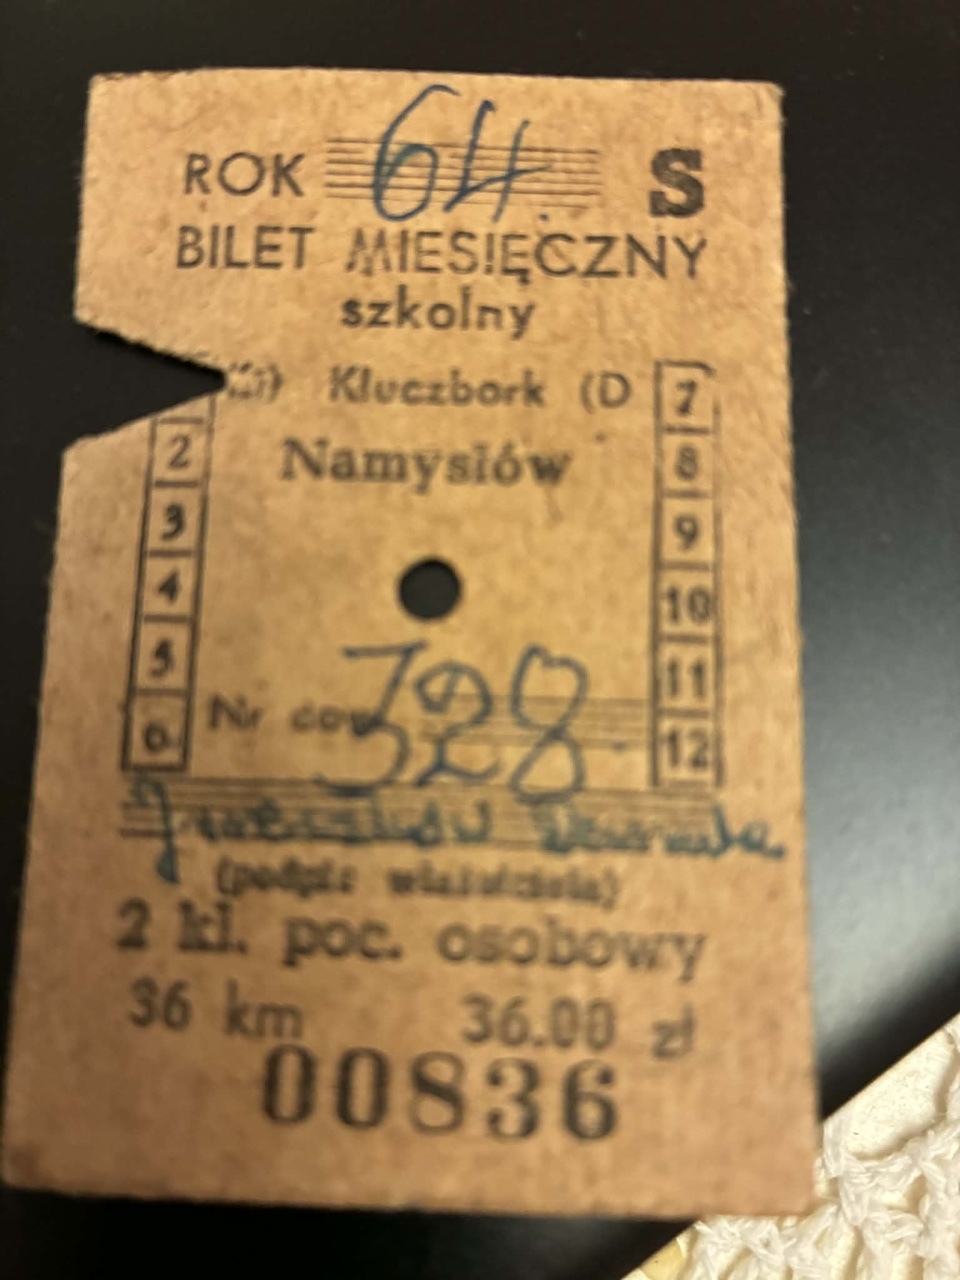 ROK 64 S
BILET MIESIĘCZNY
szkolny
Kluczbork (D 7
Namysłów
2 8
3 9
4 10
5 11
6 12
Nr dow. 328
(podpis właściciela)
2 kl. poc. osobowy
36 km 36.00 zł
00836